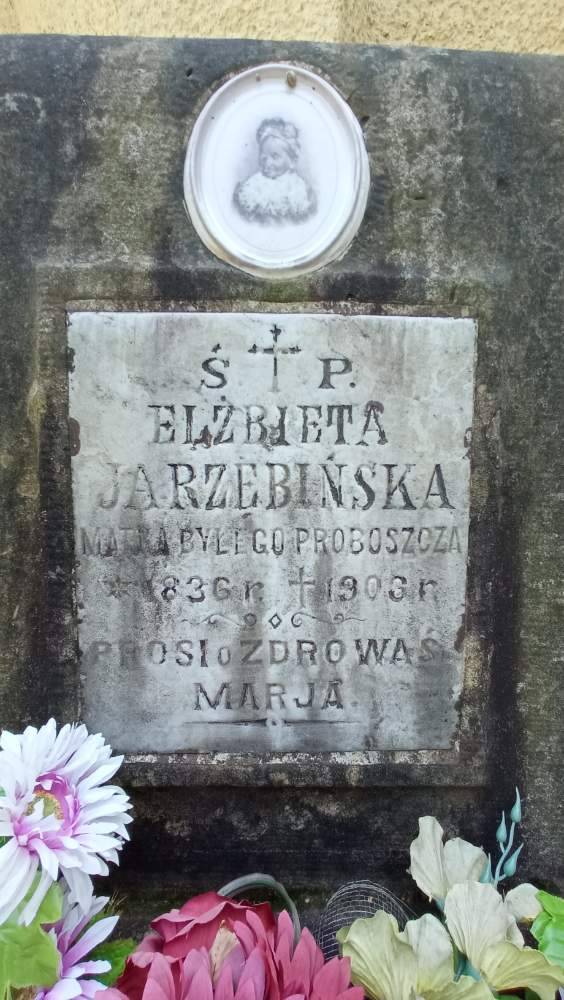 Ś † P.
ELŻBIETA
JARZĘBIŃSKA
MATKA BYŁEGO PROBOSZCZA
* 1836 r. † 1903 r.
PROSI o ZDROWAŚ
MARJA